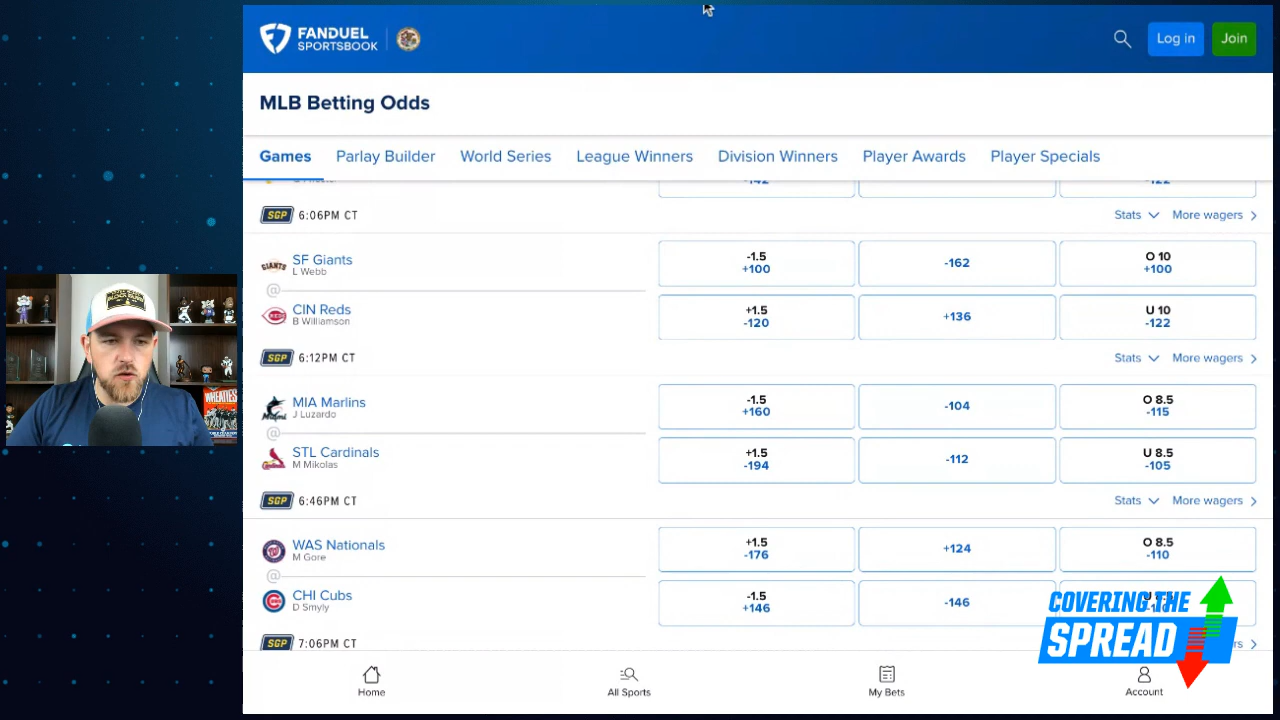 FANDUEL
SPORTSBOOK
Log in
Join
MLB Betting Odds
Games
Parlay Builder
World Series
League Winners
Division Winners
Player Awards
Player Specials
-142
-122
SGP 6:06PM CT
Stats
More wagers
SF Giants
L Webb
-1.5
+100
-162
O 10
+100
@
CIN Reds
B Williamson
+1.5
-120
+136
U 10
-122
SGP 6:12PM CT
Stats
More wagers
MIA Marlins
J Luzardo
-1.5
+160
-104
O 8.5
-115
@
STL Cardinals
M Mikolas
+1.5
-194
-112
U 8.5
-105
SGP 6:46PM CT
Stats
More wagers
WAS Nationals
M Gore
+1.5
-176
+124
O 8.5
-110
@
CHI Cubs
D Smyly
-1.5
+146
-146
SGP 7:06PM CT
COVERING THE
SPREAD
WHEATIES
Home
All Sports
My Bets
Account